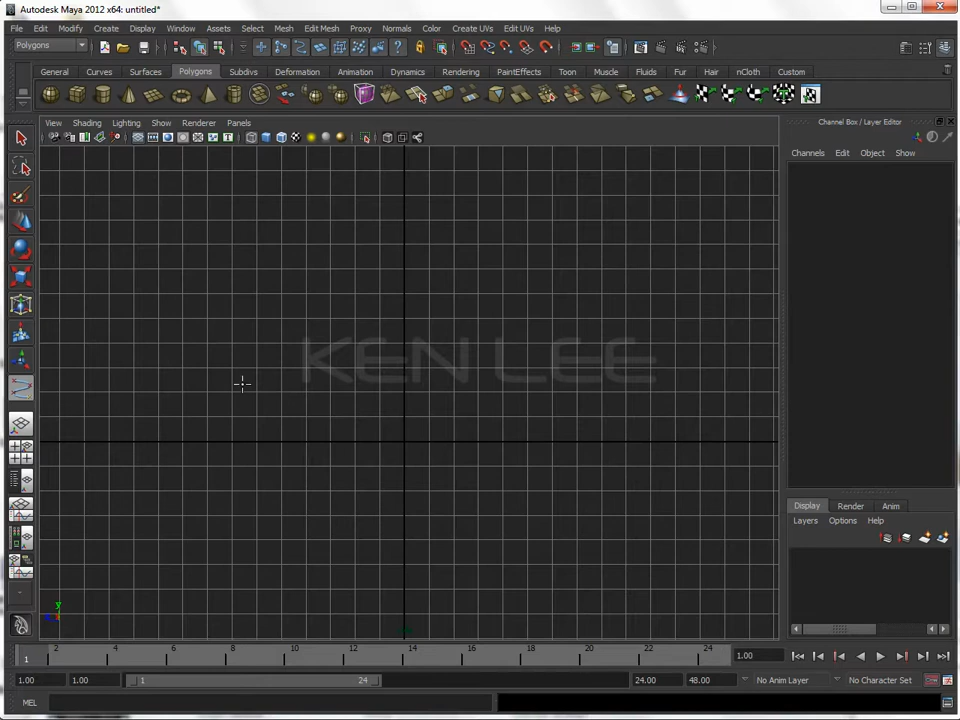 Autodesk Maya 2012 x64: untitled*
File Edit Modify Create Display Window Assets Select Mesh Edit Mesh Proxy Normals Color Create UVs Edit UVs Help
Polygons
General Curves Surfaces Polygons Subdivs Deformation Animation Dynamics Rendering PaintEffects Toon Muscle Fluids Fur Hair nCloth Custom
View Shading Lighting Show Renderer Panels
Channel Box / Layer Editor
Channels Edit Object Show
KEN LEE
Display Render Anim
Layers Options Help
y
2 4 6 8 10 12 14 16 18 20 22 24
1
1.00
1.00 1.00 1 24 24.00 48.00 No Anim Layer No Character Set
MEL